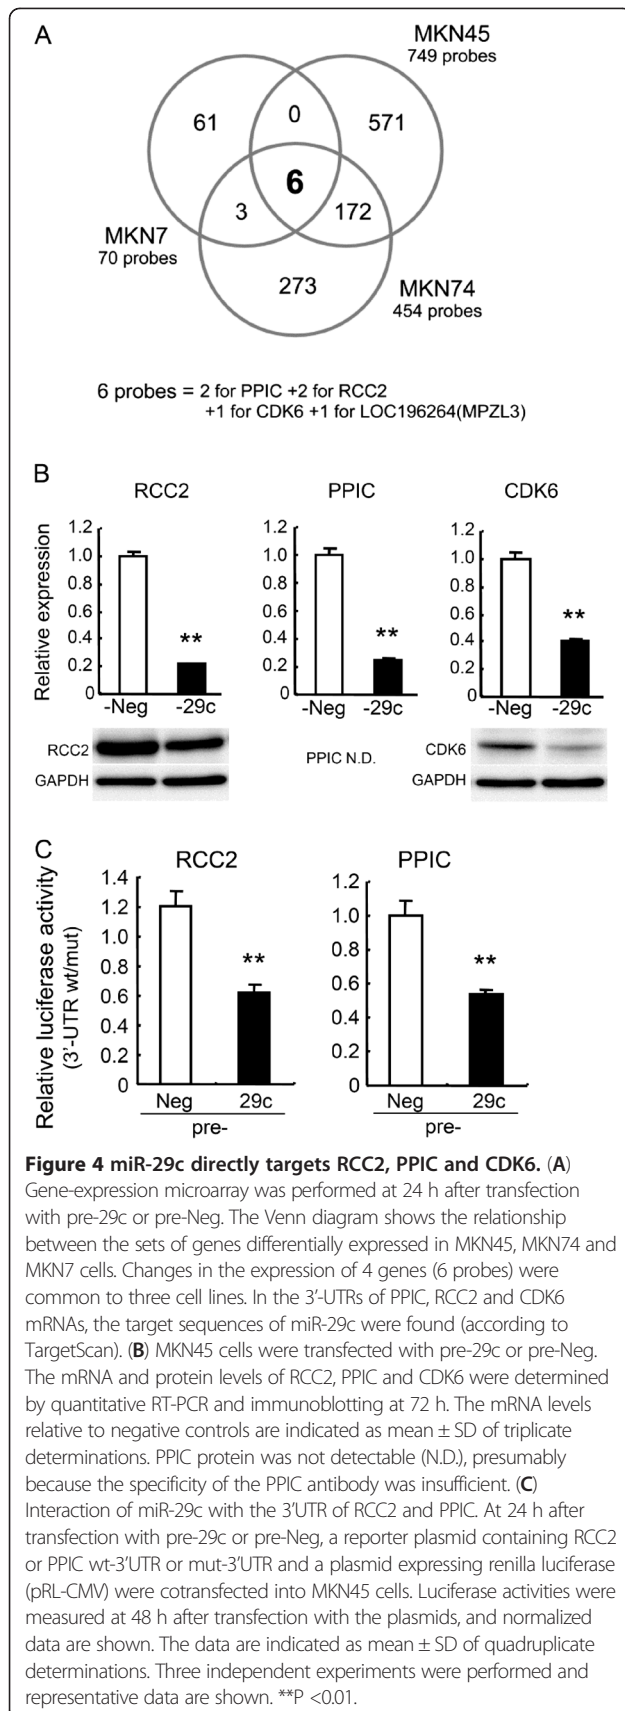 A
MKN45
749 probes
61
0
571
6
3
172
MKN7
70 probes
273
MKN74
454 probes
6 probes = 2 for PPIC +2 for RCC2
+1 for CDK6 +1 for LOC196264(MPZL3)
B
RCC2
PPIC
CDK6
Relative expression
1.2
1.0
0.8
0.6
0.4
0.2
0
**
-Neg
-29c
1.2
1.0
0.8
0.6
0.4
0.2
0
**
-Neg
-29c
1.2
1.0
0.8
0.6
0.4
0.2
0
**
-Neg
-29c
RCC2
GAPDH
PPIC N.D.
CDK6
GAPDH
C
RCC2
PPIC
Relative luciferase activity
(3'-UTR wt/mut)
1.4
1.2
1.0
0.8
0.6
0.4
0.2
0
**
Neg
29c
pre-
1.2
1.0
0.8
0.6
0.4
0.2
0
**
Neg
29c
pre-
Figure 4 miR-29c directly targets RCC2, PPIC and CDK6. (A)
Gene-expression microarray was performed at 24 h after transfection
with pre-29c or pre-Neg. The Venn diagram shows the relationship
between the sets of genes differentially expressed in MKN45, MKN74 and
MKN7 cells. Changes in the expression of 4 genes (6 probes) were
common to three cell lines. In the 3'-UTRs of PPIC, RCC2 and CDK6
mRNAs, the target sequences of miR-29c were found (according to
TargetScan). (B) MKN45 cells were transfected with pre-29c or pre-Neg.
The mRNA and protein levels of RCC2, PPIC and CDK6 were determined
by quantitative RT-PCR and immunoblotting at 72 h. The mRNA levels
relative to negative controls are indicated as mean ± SD of triplicate
determinations. PPIC protein was not detectable (N.D.), presumably
because the specificity of the PPIC antibody was insufficient. (C)
Interaction of miR-29c with the 3'UTR of RCC2 and PPIC. At 24 h after
transfection with pre-29c or pre-Neg, a reporter plasmid containing RCC2
or PPIC wt-3'UTR or mut-3'UTR and a plasmid expressing renilla luciferase
(pRL-CMV) were cotransfected into MKN45 cells. Luciferase activities were
measured at 48 h after transfection with the plasmids, and normalized
data are shown. The data are indicated as mean ± SD of quadruplicate
determinations. Three independent experiments were performed and
representative data are shown. **P <0.01.